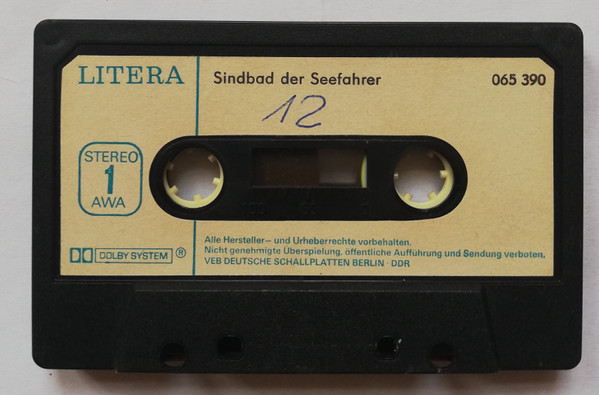 LITERA
Sindbad der Seefahrer
065 390
12
STEREO
1
AWA
DOLBY SYSTEM ®
Alle Hersteller- und Urheberrechte vorbehalten.
Nicht genehmigte Überspielung, öffentliche Aufführung und Sendung verboten.
VEB DEUTSCHE SCHALLPLATTEN BERLIN · DDR